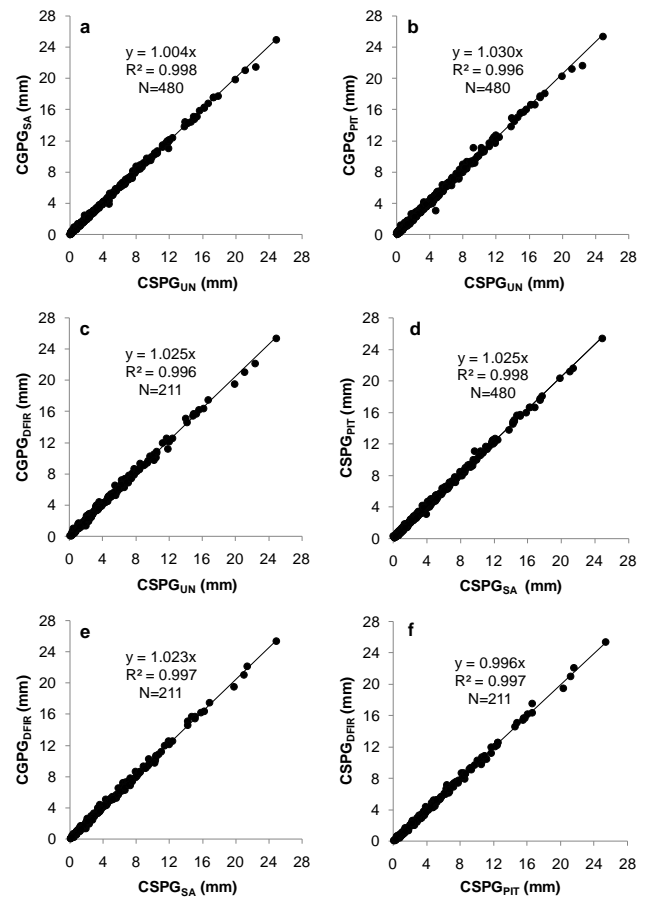 a
y = 1.004x
R² = 0.998
N=480
CGPG_SA (mm)
28
24
20
16
12
8
4
0
0 4 8 12 16 20 24 28
CSPG_UN (mm)
b
y = 1.030x
R² = 0.996
N=480
CGPG_PIT (mm)
28
24
20
16
12
8
4
0
0 4 8 12 16 20 24 28
CSPG_UN (mm)
c
y = 1.025x
R² = 0.996
N=211
CGPG_DFIR (mm)
28
24
20
16
12
8
4
0
0 4 8 12 16 20 24 28
CSPG_UN (mm)
d
y = 1.025x
R² = 0.998
N=480
CSPG_PIT (mm)
28
24
20
16
12
8
4
0
0 4 8 12 16 20 24 28
CSPG_SA (mm)
e
y = 1.023x
R² = 0.997
N=211
CGPG_DFIR (mm)
28
24
20
16
12
8
4
0
0 4 8 12 16 20 24 28
CSPG_SA (mm)
f
y = 0.996x
R² = 0.997
N=211
CSPG_DFIR (mm)
28
24
20
16
12
8
4
0
0 4 8 12 16 20 24 28
CSPG_PIT (mm)